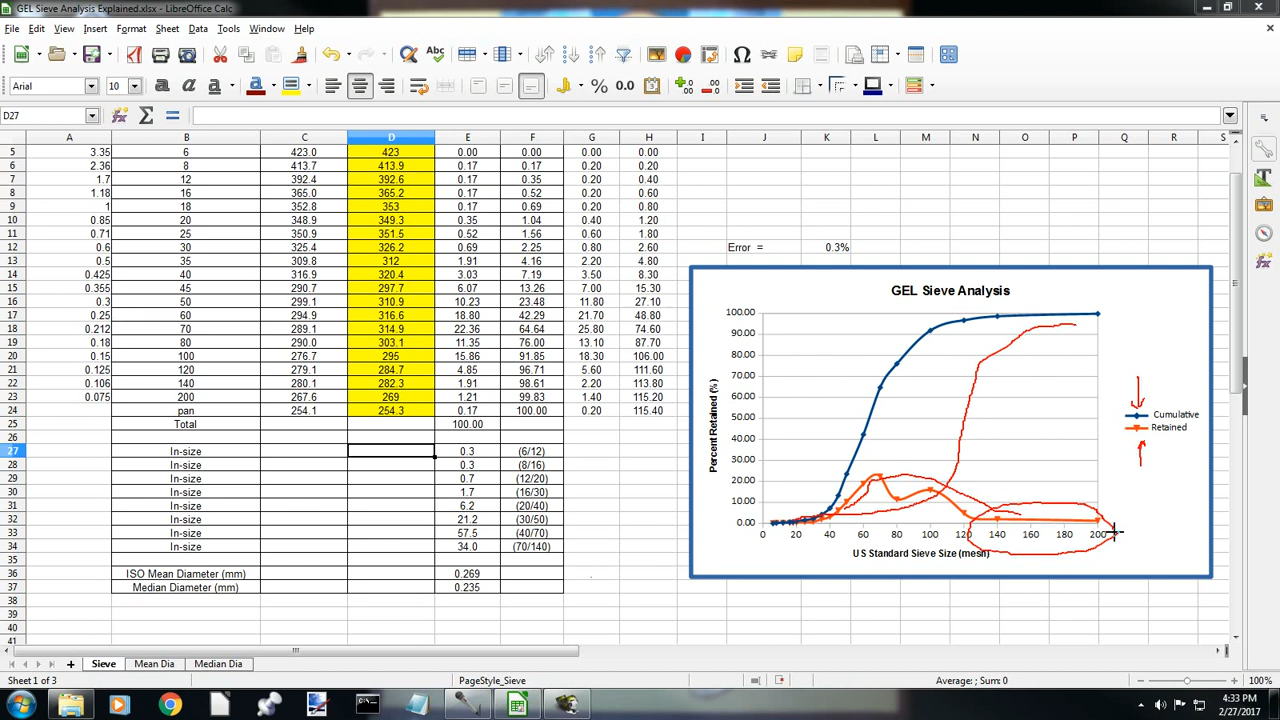 GEL Sieve Analysis Explained.xlsx - LibreOffice Calc
File Edit View Insert Format Sheet Data Tools Window Help
Abc Ω
Arial 10 % 0.0
D27 Σ =
A B C D E F G H I J K L M N O P Q R S
5 3.35 6 423.0 423 0.00 0.00 0.00 0.00
6 2.36 8 413.7 413.9 0.17 0.17 0.20 0.20
7 1.7 12 392.4 392.6 0.17 0.35 0.20 0.40
8 1.18 16 365.0 365.2 0.17 0.52 0.20 0.60
9 1 18 352.8 353 0.17 0.69 0.20 0.80
10 0.85 20 348.9 349.3 0.35 1.04 0.40 1.20
11 0.71 25 350.9 351.5 0.52 1.56 0.60 1.80
12 0.6 30 325.4 326.2 0.69 2.25 0.80 2.60 Error = 0.3%
13 0.5 35 309.8 312 1.91 4.16 2.20 4.80
14 0.425 40 316.9 320.4 3.03 7.19 3.50 8.30
15 0.355 45 290.7 297.7 6.07 13.26 7.00 15.30
16 0.3 50 299.1 310.9 10.23 23.48 11.80 27.10
17 0.25 60 294.9 316.6 18.80 42.29 21.70 48.80
18 0.212 70 289.1 314.9 22.36 64.64 25.80 74.60
19 0.18 80 290.0 303.1 11.35 76.00 13.10 87.70
20 0.15 100 276.7 295 15.86 91.85 18.30 106.00
21 0.125 120 279.1 284.7 4.85 96.71 5.60 111.60
22 0.106 140 280.1 282.3 1.91 98.61 2.20 113.80
23 0.075 200 267.6 269 1.21 99.83 1.40 115.20
24 pan 254.1 254.3 0.17 100.00 0.20 115.40
25 Total 100.00
26
27 In-size 0.3 (6/12)
28 In-size 0.3 (8/16)
29 In-size 0.7 (12/20)
30 In-size 1.7 (16/30)
31 In-size 6.2 (20/40)
32 In-size 21.2 (30/50)
33 In-size 57.5 (40/70)
34 In-size 34.0 (70/140)
35
36 ISO Mean Diameter (mm) 0.269
37 Median Diameter (mm) 0.235
38
39
40
41
GEL Sieve Analysis
100.00
90.00
80.00
70.00
60.00
50.00
40.00
30.00
20.00
10.00
0.00
Percent Retained (%)
0 20 40 60 80 100 120 140 160 180 200
US Standard Sieve Size (mesh)
Cumulative
Retained
Sieve Mean Dia Median Dia
Sheet 1 of 3 PageStyle_Sieve Average: ; Sum: 0 100%
4:33 PM
2/27/2017